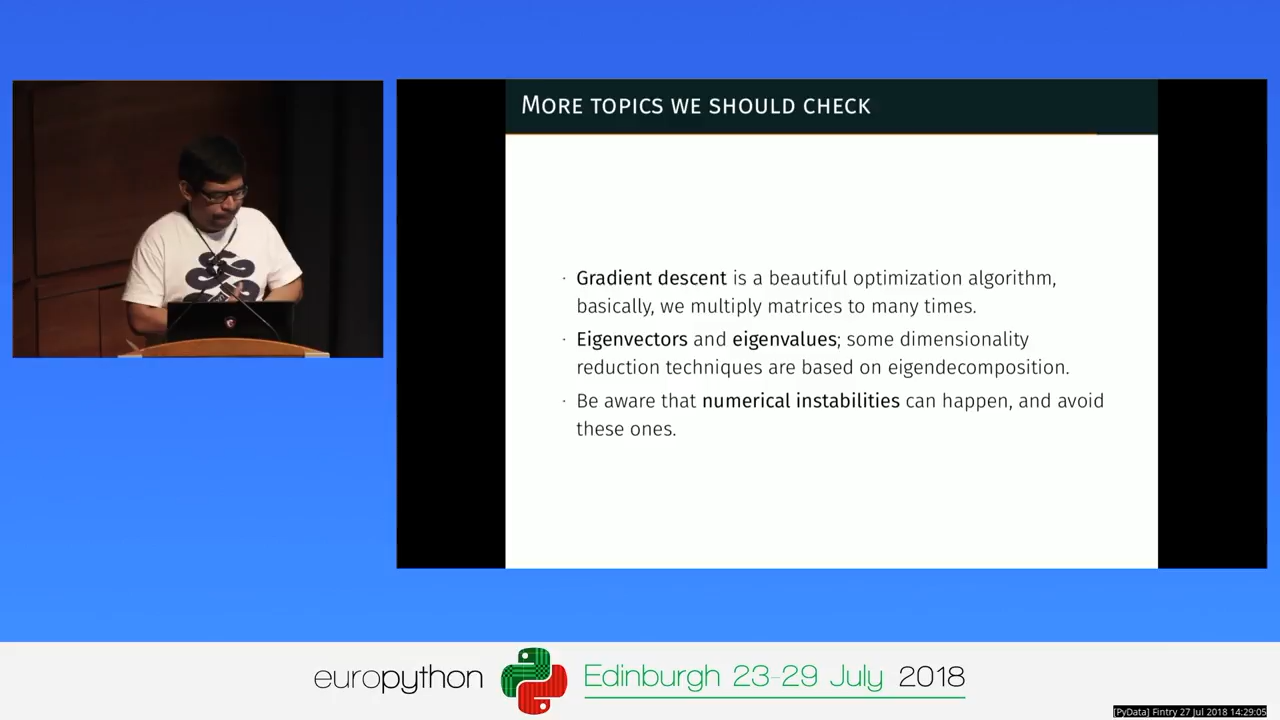 More topics we should check
· Gradient descent is a beautiful optimization algorithm,
basically, we multiply matrices to many times.
· Eigenvectors and eigenvalues; some dimensionality
reduction techniques are based on eigendecomposition.
· Be aware that numerical instabilities can happen, and avoid
these ones.
europython Edinburgh 23-29 July 2018
[PyData] Fintry 27 Jul 2018 14:29:05